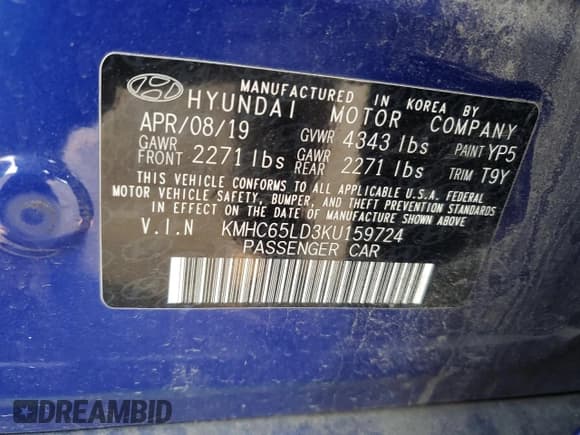 MANUFACTURED IN KOREA BY
HYUNDAI MOTOR COMPANY
APR/08/19 GVWR 4343 lbs PAINT YP5
GAWR FRONT 2271 lbs GAWR REAR 2271 lbs TRIM T9Y
THIS VEHICLE CONFORMS TO ALL APPLICABLE U.S.A. FEDERAL
MOTOR VEHICLE SAFETY, BUMPER, AND THEFT PREVENTION STANDARDS
IN EFFECT ON THE DATE OF MANUFACTURE SHOWN ABOVE.
V.I.N KMHC65LD3KU159724
PASSENGER CAR
DREAMBID